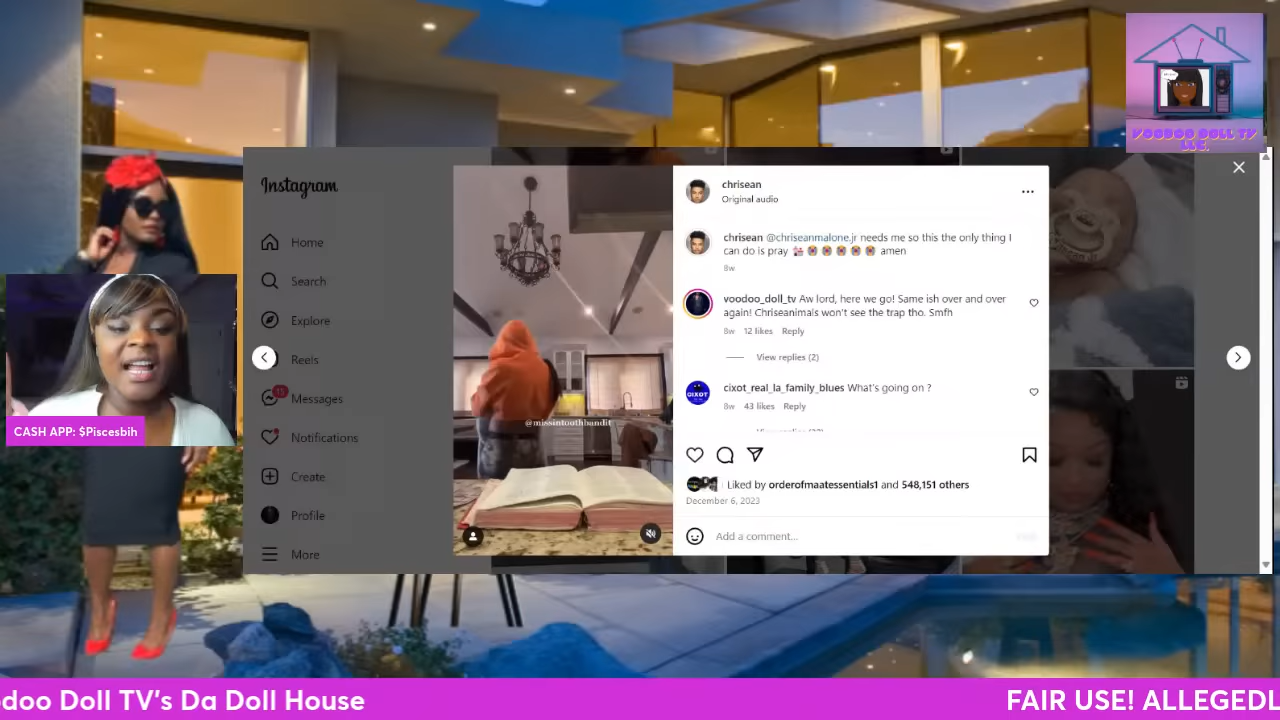 VOODOO DOLL TV
LLC.
Instagram
Home
Search
Explore
Reels
Messages
Notifications
Create
Profile
More
@missintouthbandit
chrisean
Original audio
chrisean @chriseanmalone.jr needs me so this the only thing I
can do is pray amen
8w
voodoo_doll_tv Aw lord, here we go! Same ish over and over
again! Chriseanimals won't see the trap tho. Smfh
8w 12 likes Reply
View replies (2)
cixot_real_la_family_blues What's going on ?
8w 43 likes Reply
Liked by orderofmaatessentials1 and 548,151 others
December 6, 2023
Add a comment...
CASH APP: $Piscesbih
odoo Doll TV's Da Doll House
FAIR USE! ALLEGEDL